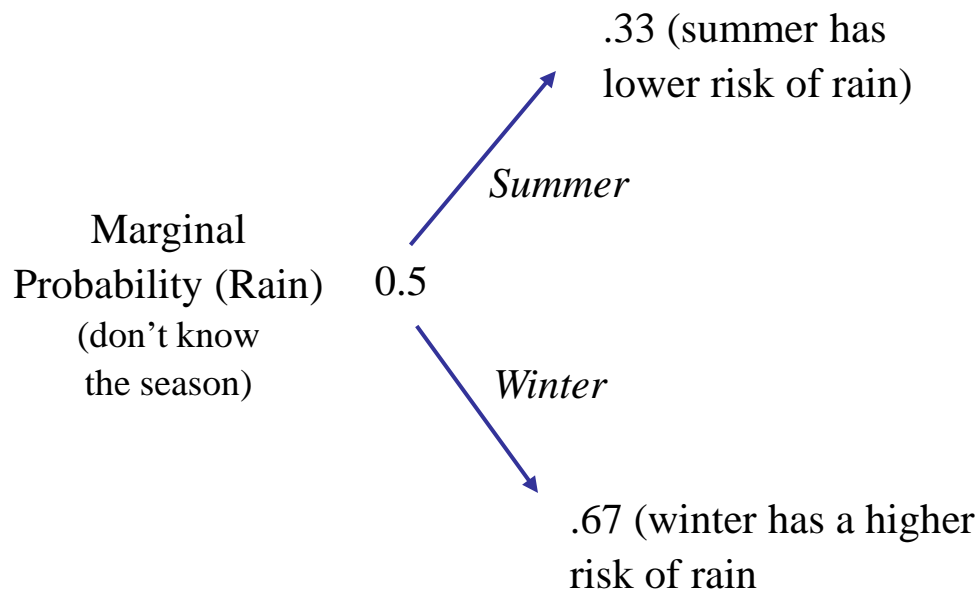 .33 (summer has
lower risk of rain)
Summer
Marginal
Probability (Rain)
0.5
(don’t know
the season)
Winter
.67 (winter has a higher
risk of rain